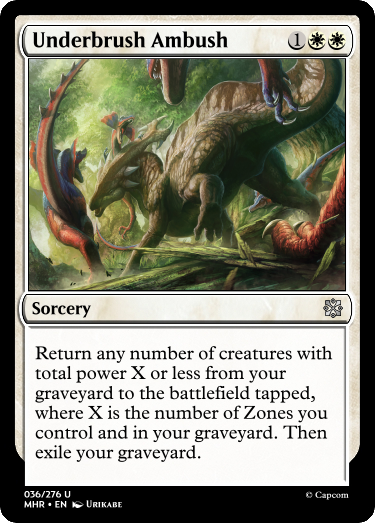 Underbrush Ambush 1
Sorcery
Return any number of creatures with
total power X or less from your
graveyard to the battlefield tapped,
where X is the number of Zones you
control and in your graveyard. Then
exile your graveyard.
036/276 U
MHR • EN Urikabe
© Capcom